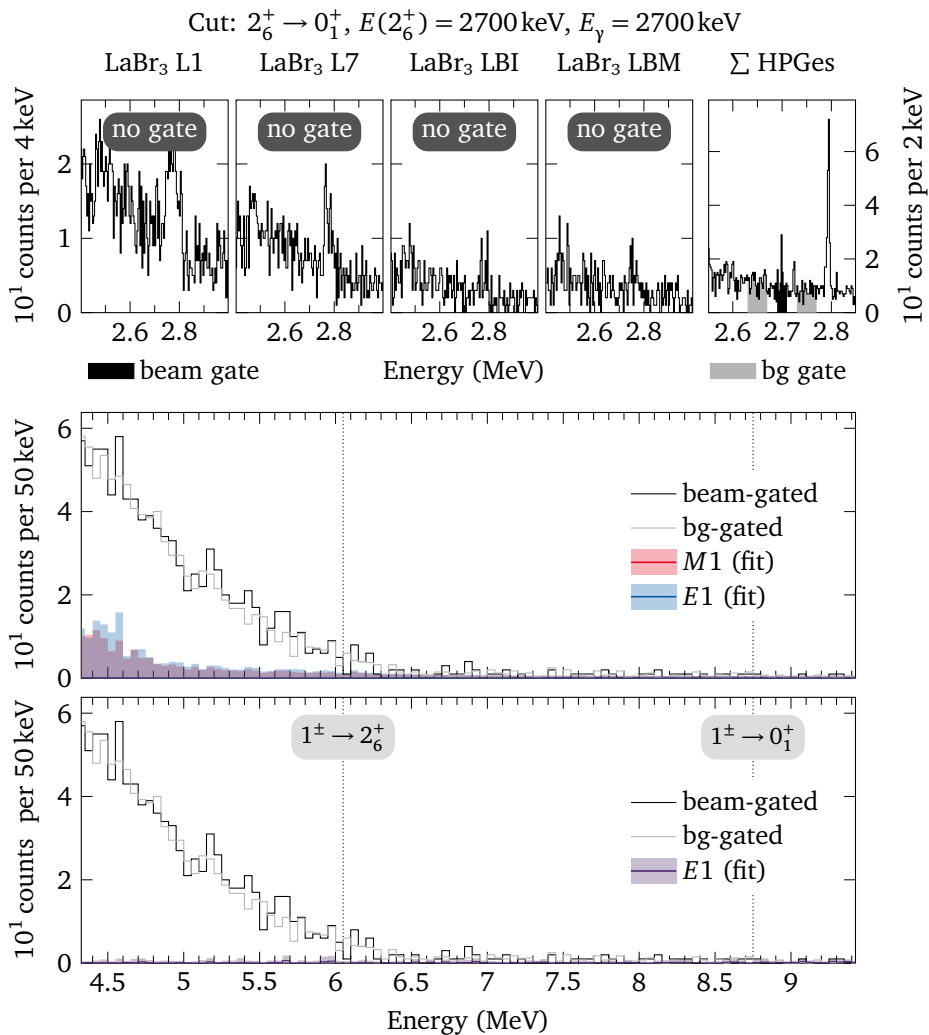 Cut: 2₆⁺ → 0₁⁺, E(2₆⁺) = 2700 keV, Eγ = 2700 keV
LaBr₃ L1 LaBr₃ L7 LaBr₃ LBI LaBr₃ LBM ∑ HPGes
no gate no gate no gate no gate
10¹ counts per 4 keV
0 1 2
10¹ counts per 2 keV
0 2 4 6
2.6 2.8 2.6 2.8 2.6 2.8 2.6 2.8 2.6 2.7 2.8
beam gate Energy (MeV) bg gate
10¹ counts per 50 keV
0 2 4 6
beam-gated
bg-gated
M1 (fit)
E1 (fit)
10¹ counts per 50 keV
0 2 4 6
1± → 2₆⁺ 1± → 0₁⁺
beam-gated
bg-gated
E1 (fit)
4.5 5 5.5 6 6.5 7 7.5 8 8.5 9
Energy (MeV)